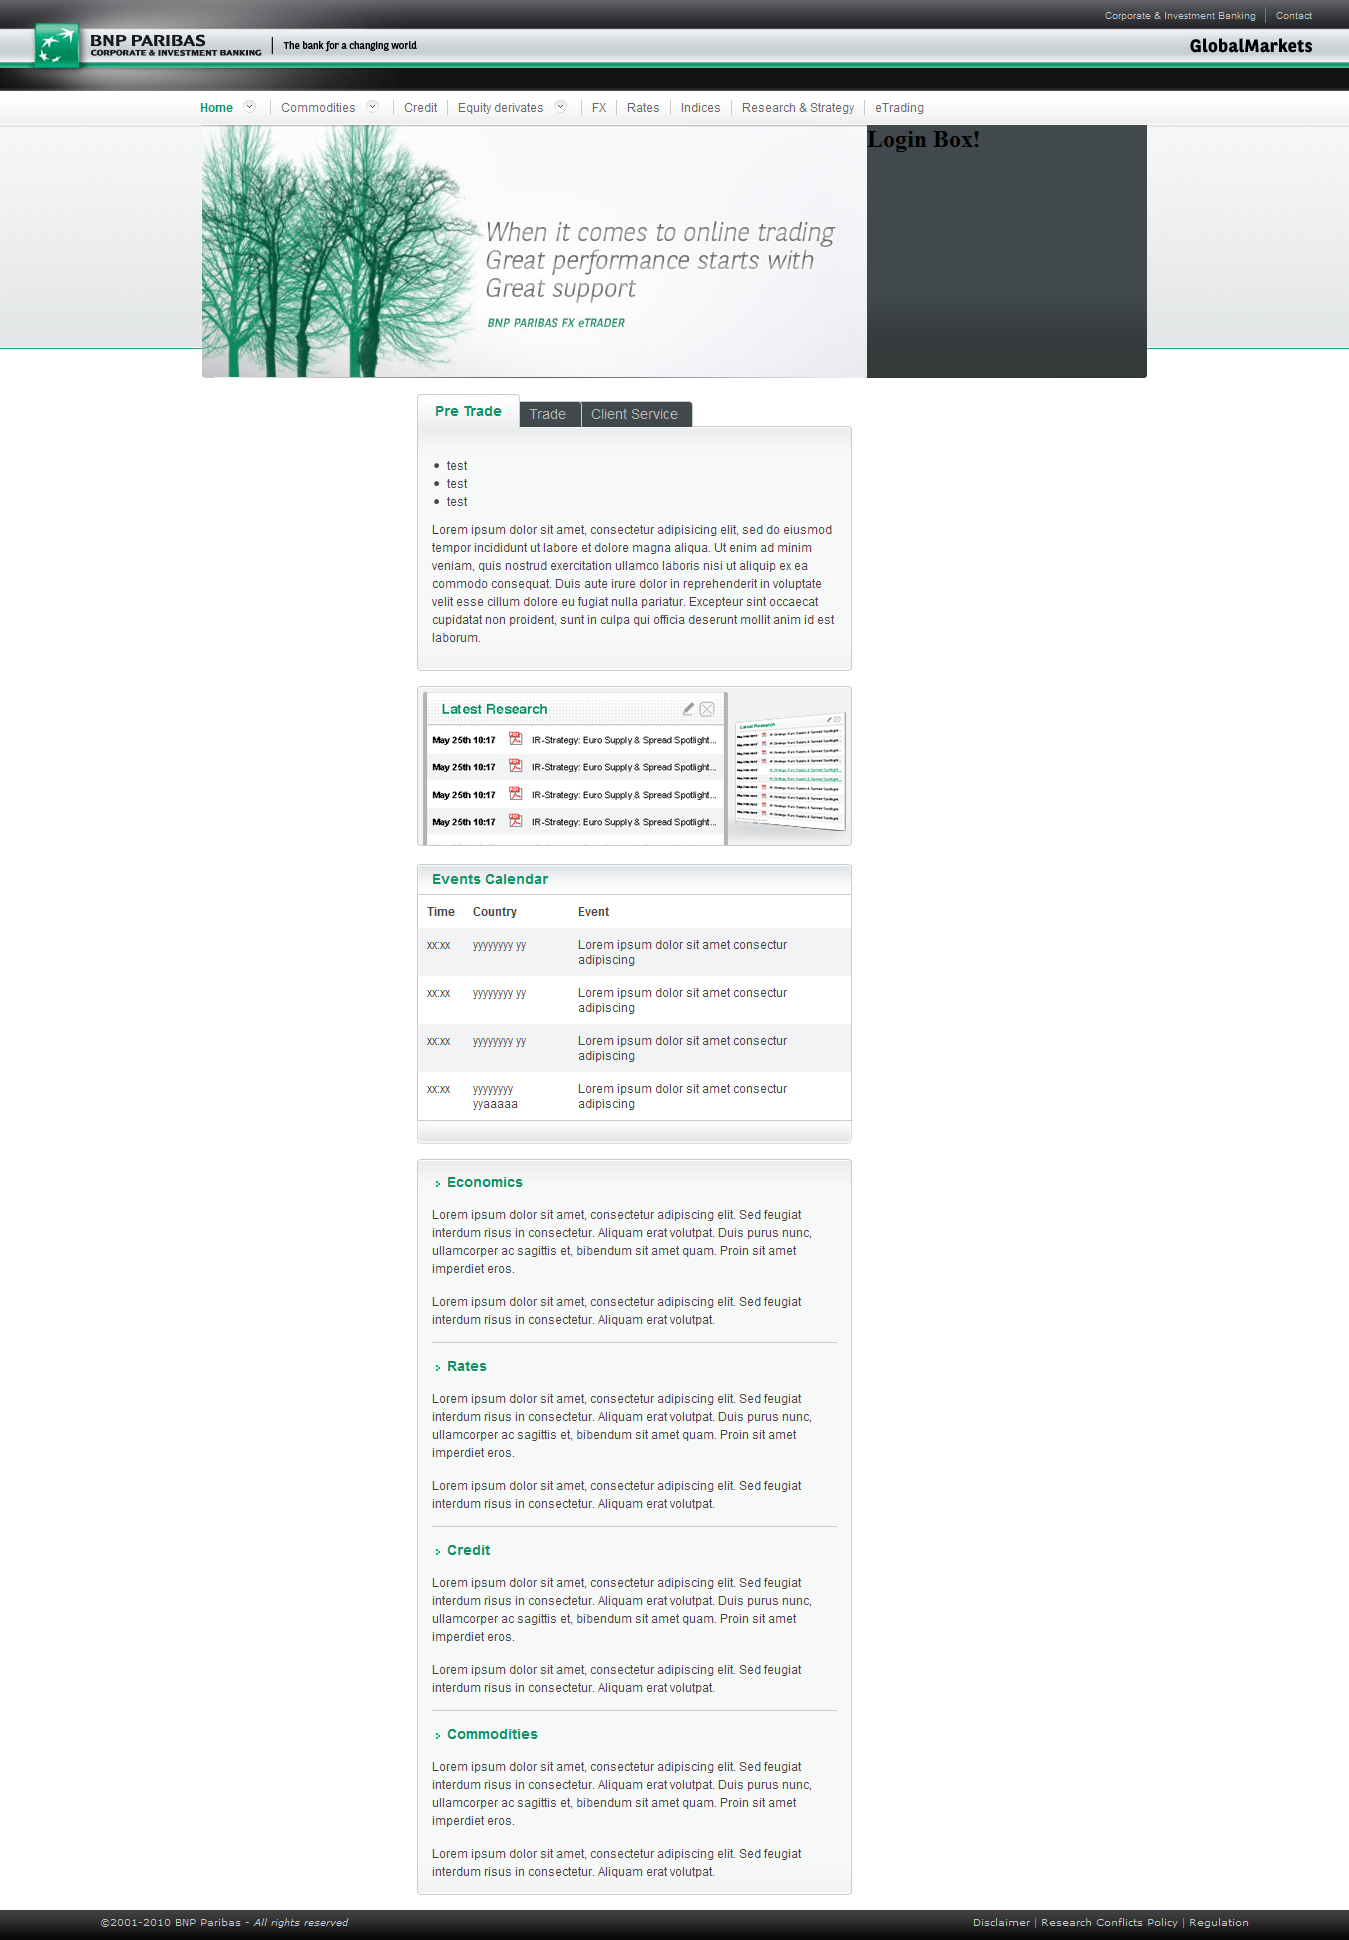 Corporate & Investment Banking
Contact
BNP PARIBAS
CORPORATE & INVESTMENT BANKING
The bank for a changing world
GlobalMarkets
Home Commodities Credit Equity derivates FX Rates Indices Research & Strategy eTrading
When it comes to online trading
Great performance starts with
Great support
BNP PARIBAS FX eTRADER
Login Box!
Pre Trade Trade Client Service
test
test
test
Lorem ipsum dolor sit amet, consectetur adipisicing elit, sed do eiusmod
tempor incididunt ut labore et dolore magna aliqua. Ut enim ad minim
veniam, quis nostrud exercitation ullamco laboris nisi ut aliquip ex ea
commodo consequat. Duis aute irure dolor in reprehenderit in voluptate
velit esse cillum dolore eu fugiat nulla pariatur. Excepteur sint occaecat
cupidatat non proident, sunt in culpa qui officia deserunt mollit anim id est
laborum.
Latest Research
May 25th 10:17 IR-Strategy: Euro Supply & Spread Spotlight...
May 25th 10:17 IR-Strategy: Euro Supply & Spread Spotlight...
May 25th 10:17 IR-Strategy: Euro Supply & Spread Spotlight...
May 25th 10:17 IR-Strategy: Euro Supply & Spread Spotlight...
Latest Research
Events Calendar
Time Country Event
xx:xx yyyyyyyy yy Lorem ipsum dolor sit amet consectur
adipiscing
xx:xx yyyyyyyy yy Lorem ipsum dolor sit amet consectur
adipiscing
xx:xx yyyyyyyy yy Lorem ipsum dolor sit amet consectur
adipiscing
xx:xx yyyyyyyy Lorem ipsum dolor sit amet consectur
yyaaaaa adipiscing
Economics
Lorem ipsum dolor sit amet, consectetur adipiscing elit. Sed feugiat
interdum risus in consectetur. Aliquam erat volutpat. Duis purus nunc,
ullamcorper ac sagittis et, bibendum sit amet quam. Proin sit amet
imperdiet eros.
Lorem ipsum dolor sit amet, consectetur adipiscing elit. Sed feugiat
interdum risus in consectetur. Aliquam erat volutpat.
Rates
Lorem ipsum dolor sit amet, consectetur adipiscing elit. Sed feugiat
interdum risus in consectetur. Aliquam erat volutpat. Duis purus nunc,
ullamcorper ac sagittis et, bibendum sit amet quam. Proin sit amet
imperdiet eros.
Lorem ipsum dolor sit amet, consectetur adipiscing elit. Sed feugiat
interdum risus in consectetur. Aliquam erat volutpat.
Credit
Lorem ipsum dolor sit amet, consectetur adipiscing elit. Sed feugiat
interdum risus in consectetur. Aliquam erat volutpat. Duis purus nunc,
ullamcorper ac sagittis et, bibendum sit amet quam. Proin sit amet
imperdiet eros.
Lorem ipsum dolor sit amet, consectetur adipiscing elit. Sed feugiat
interdum risus in consectetur. Aliquam erat volutpat.
Commodities
Lorem ipsum dolor sit amet, consectetur adipiscing elit. Sed feugiat
interdum risus in consectetur. Aliquam erat volutpat. Duis purus nunc,
ullamcorper ac sagittis et, bibendum sit amet quam. Proin sit amet
imperdiet eros.
Lorem ipsum dolor sit amet, consectetur adipiscing elit. Sed feugiat
interdum risus in consectetur. Aliquam erat volutpat.
©2001-2010 BNP Paribas - All rights reserved
Disclaimer | Research Conflicts Policy | Regulation